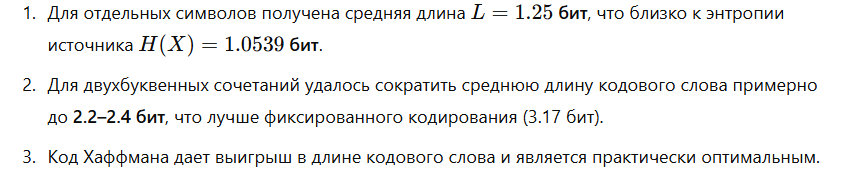 1. Для отдельных символов получена средняя длина L = 1.25 бит, что близко к энтропии
источника H(X) = 1.0539 бит.
2. Для двухбуквенных сочетаний удалось сократить среднюю длину кодового слова примерно
до 2.2–2.4 бит, что лучше фиксированного кодирования (3.17 бит).
3. Код Хаффмана дает выигрыш в длине кодового слова и является практически оптимальным.